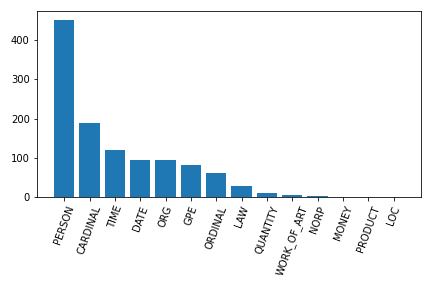 400
300
200
100
0
PERSON
CARDINAL
TIME
DATE
ORG
GPE
ORDINAL
LAW
QUANTITY
WORK_OF_ART
NORP
MONEY
PRODUCT
LOC